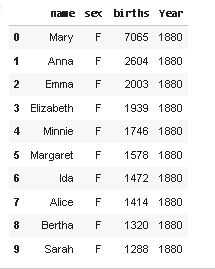 name sex births Year
0 Mary F 7065 1880
1 Anna F 2604 1880
2 Emma F 2003 1880
3 Elizabeth F 1939 1880
4 Minnie F 1746 1880
5 Margaret F 1578 1880
6 Ida F 1472 1880
7 Alice F 1414 1880
8 Bertha F 1320 1880
9 Sarah F 1288 1880